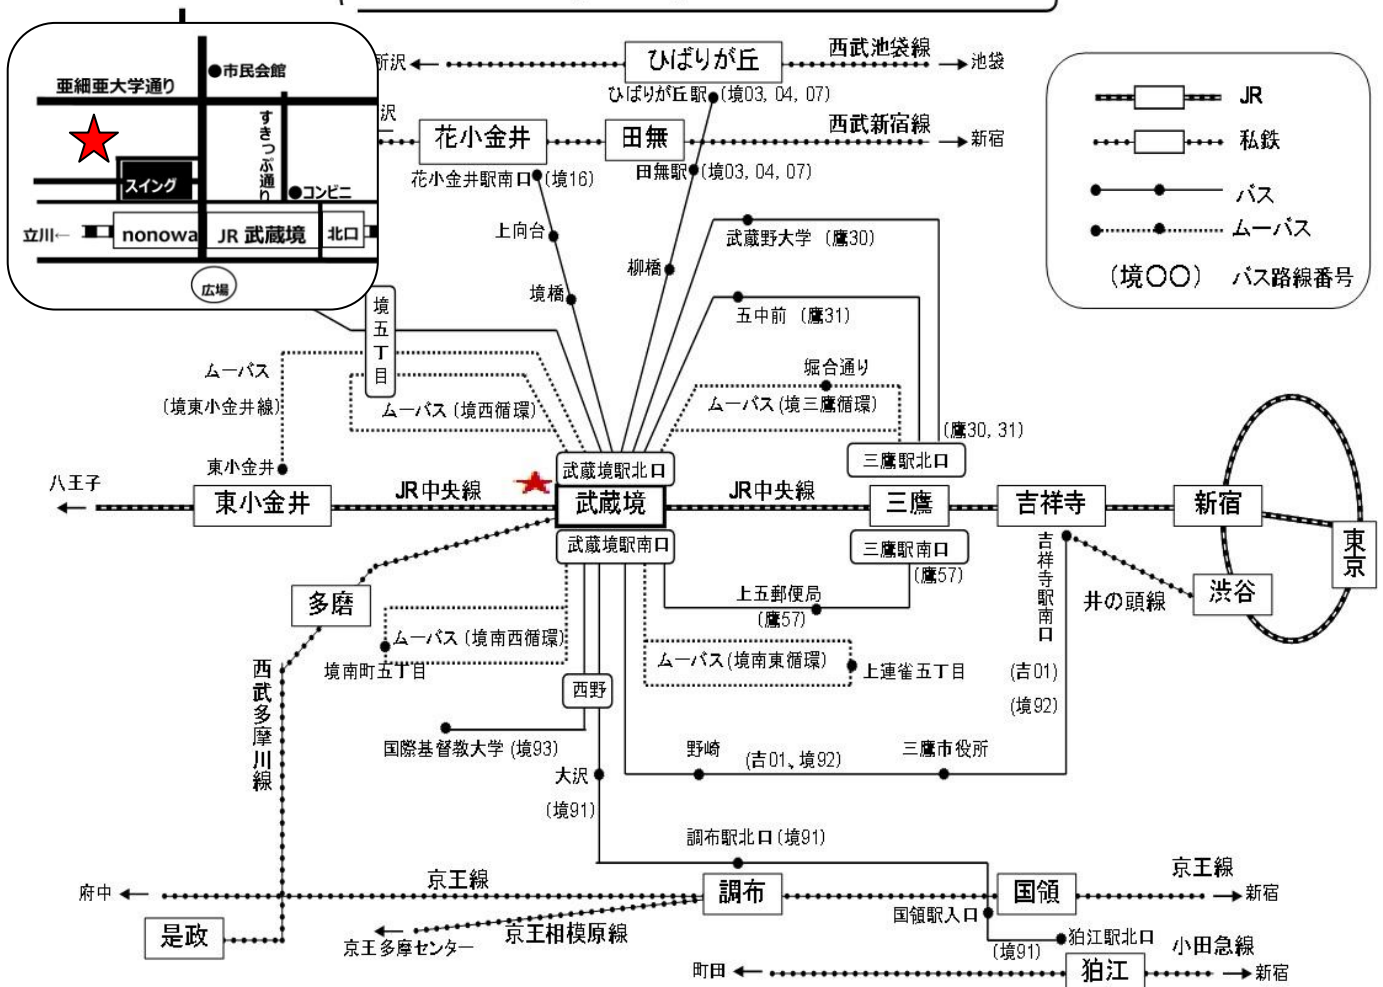 市民会館
亜細亜大学通り
すきっぷ通り
スイング
コンビニ
立川←
nonowa
JR 武蔵境
北口
広場
所沢
ひばりが丘
西武池袋線
池袋
ひばりが丘駅 (境03, 04, 07)
沢
花小金井
田無
西武新宿線
新宿
花小金井駅南口 (境16)
田無駅 (境03, 04, 07)
上向台
境橋
柳橋
武蔵野大学 (鷹30)
五中前 (鷹31)
JR
私鉄
バス
ムーバス
(境〇〇) バス路線番号
境五丁目
ムーバス
(境東小金井線)
ムーバス (境西循環)
堀合通り
ムーバス (境三鷹循環)
(鷹30, 31)
東小金井
武蔵境駅北口
三鷹駅北口
八王子
東小金井
JR中央線
武蔵境
JR中央線
三鷹
吉祥寺
新宿
東京
武蔵境駅南口
三鷹駅南口
(鷹57)
吉祥寺駅南口
井の頭線
渋谷
多磨
上五郵便局
(鷹57)
ムーバス (境南西循環)
境南町五丁目
ムーバス (境南東循環)
上連雀五丁目
(吉01)
(境92)
西武多摩川線
西野
国際基督教大学 (境93)
野崎
(吉01、境92)
三鷹市役所
大沢
(境91)
調布駅北口 (境91)
府中
京王線
調布
国領
京王線
新宿
是政
京王多摩センター
京王相模原線
国領駅入口
狛江駅北口
(境91)
小田急線
町田
狛江
新宿